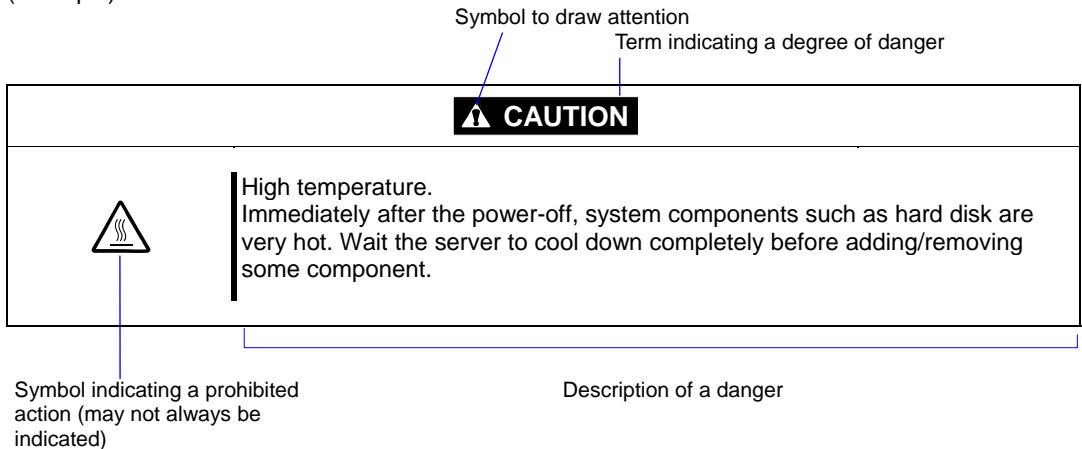 Symbol to draw attention
Term indicating a degree of danger
CAUTION
High temperature.
Immediately after the power-off, system components such as hard disk are
very hot. Wait the server to cool down completely before adding/removing
some component.
Symbol indicating a prohibited
action (may not always be
indicated)
Description of a danger